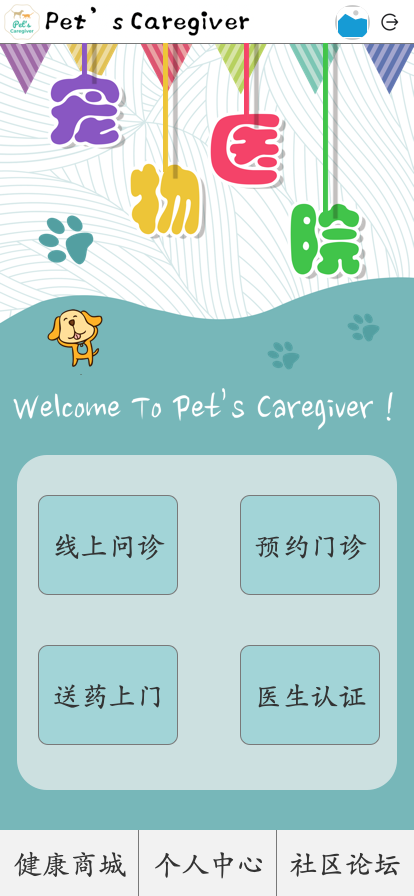 Pet's Caregiver
Pet's Caregiver
宠物医院
Welcome To Pet's Caregiver !
线上问诊
预约门诊
送药上门
医生认证
健康商城
个人中心
社区论坛